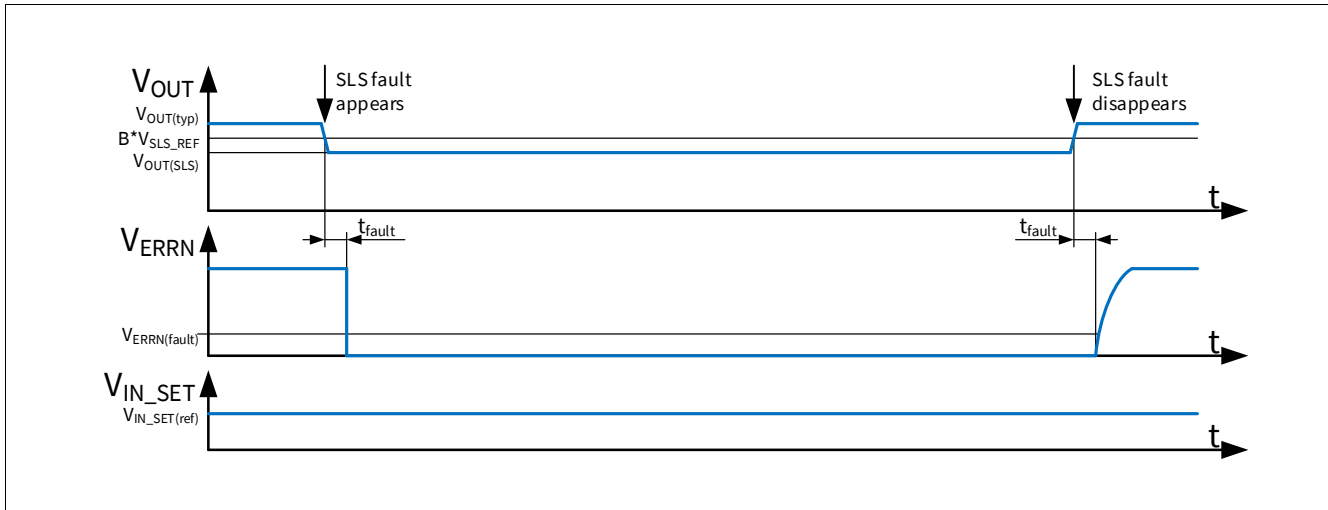 SLS fault
appears
SLS fault
disappears
VOUT
VOUT(typ)
B*VSLS_REF
VOUT(SLS)
t
tfault
tfault
VERRN
VERRN(fault)
t
VIN_SET
VIN_SET(ref)
t